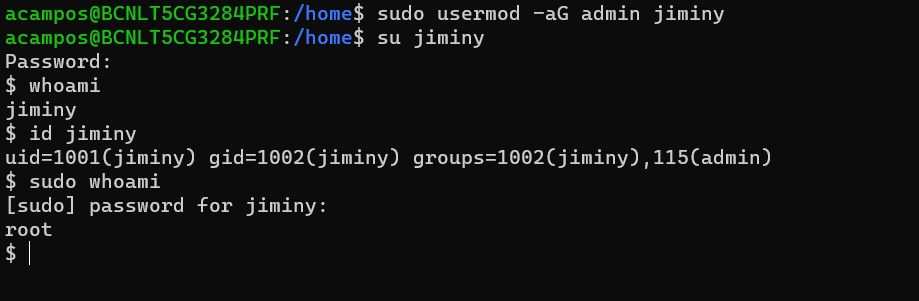 acampos@BCNLT5CG3284PRF:/home$ sudo usermod -aG admin jiminy
acampos@BCNLT5CG3284PRF:/home$ su jiminy
Password:
$ whoami
jiminy
$ id jiminy
uid=1001(jiminy) gid=1002(jiminy) groups=1002(jiminy),115(admin)
$ sudo whoami
[sudo] password for jiminy:
root
$